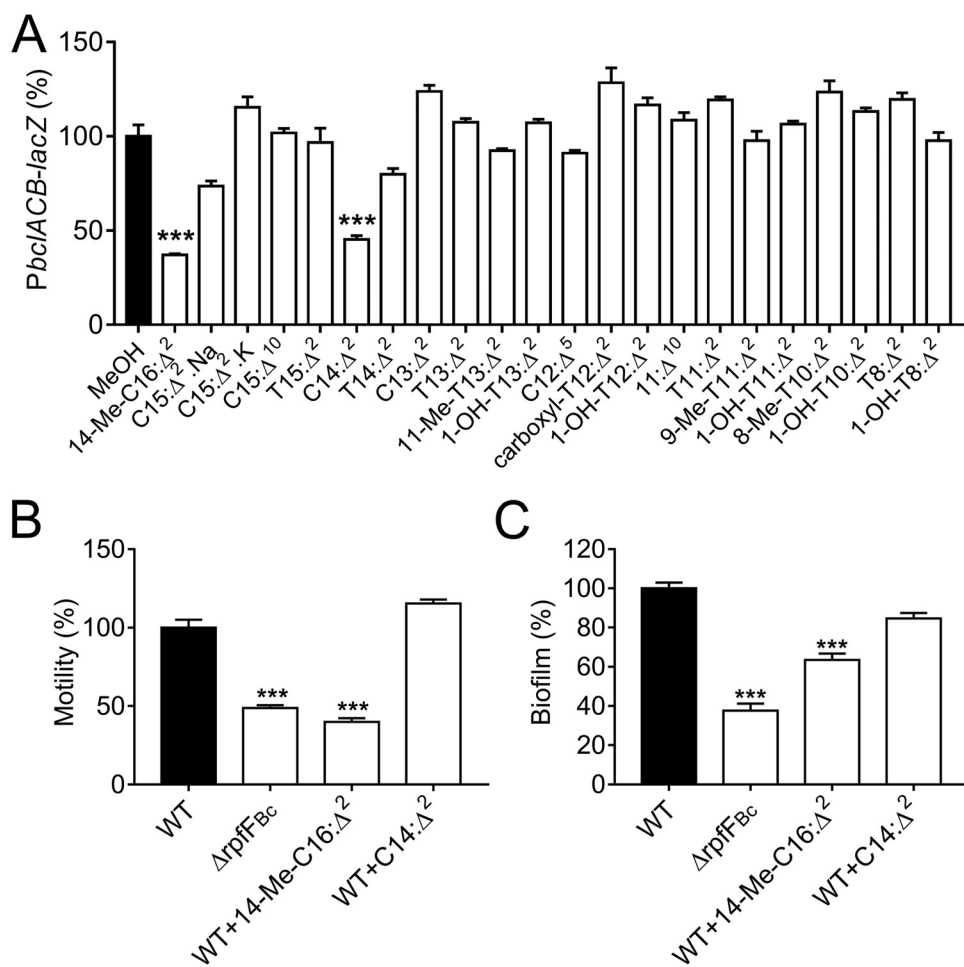 A
PbclACB-lacZ (%)
150
100
50
0
***
***
MeOH
14-Me-C16:Δ²
C15:Δ².Na
C15:Δ².K
C15:Δ¹⁰
T15:Δ²
C14:Δ²
T14:Δ²
C13:Δ²
T13:Δ²
11-Me-T13:Δ²
1-OH-T13:Δ²
C12:Δ⁵
carboxyl-T12:Δ²
1-OH-T12:Δ²
11:Δ¹⁰
T11:Δ²
9-Me-T11:Δ²
1-OH-T11:Δ²
8-Me-T10:Δ²
1-OH-T10:Δ²
T8:Δ²
1-OH-T8:Δ²
B
Motility (%)
150
100
50
0
***
***
WT
ΔrpfFBc
WT+14-Me-C16:Δ²
WT+C14:Δ²
C
Biofilm (%)
120
100
80
60
40
20
0
***
***
WT
ΔrpfFBc
WT+14-Me-C16:Δ²
WT+C14:Δ²